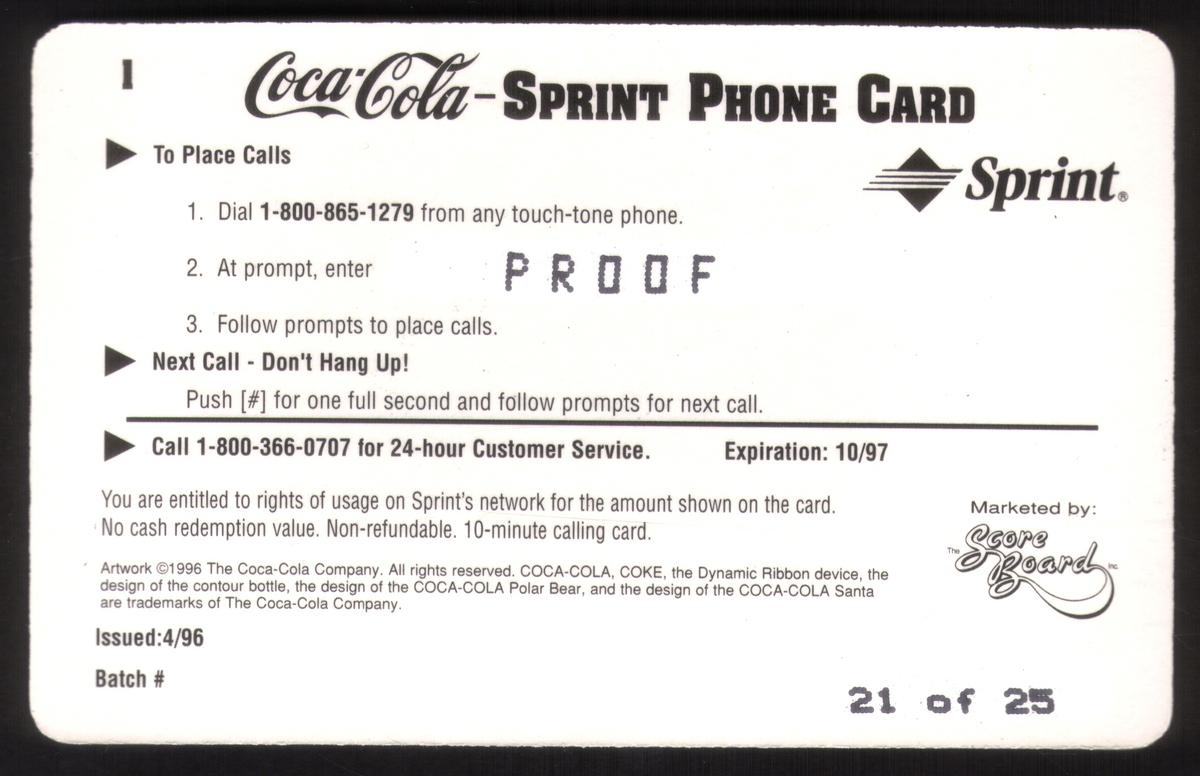 1
Coca-Cola – SPRINT PHONE CARD
To Place Calls
Sprint®
1. Dial 1-800-865-1279 from any touch-tone phone.
2. At prompt, enter PROOF
3. Follow prompts to place calls.
Next Call - Don't Hang Up!
Push [#] for one full second and follow prompts for next call.
Call 1-800-366-0707 for 24-hour Customer Service. Expiration: 10/97
You are entitled to rights of usage on Sprint's network for the amount shown on the card.
No cash redemption value. Non-refundable. 10-minute calling card.
Marketed by:
The Score Board Inc.
Artwork ©1996 The Coca-Cola Company. All rights reserved. COCA-COLA, COKE, the Dynamic Ribbon device, the
design of the contour bottle, the design of the COCA-COLA Polar Bear, and the design of the COCA-COLA Santa
are trademarks of The Coca-Cola Company.
Issued:4/96
Batch #
21 of 25